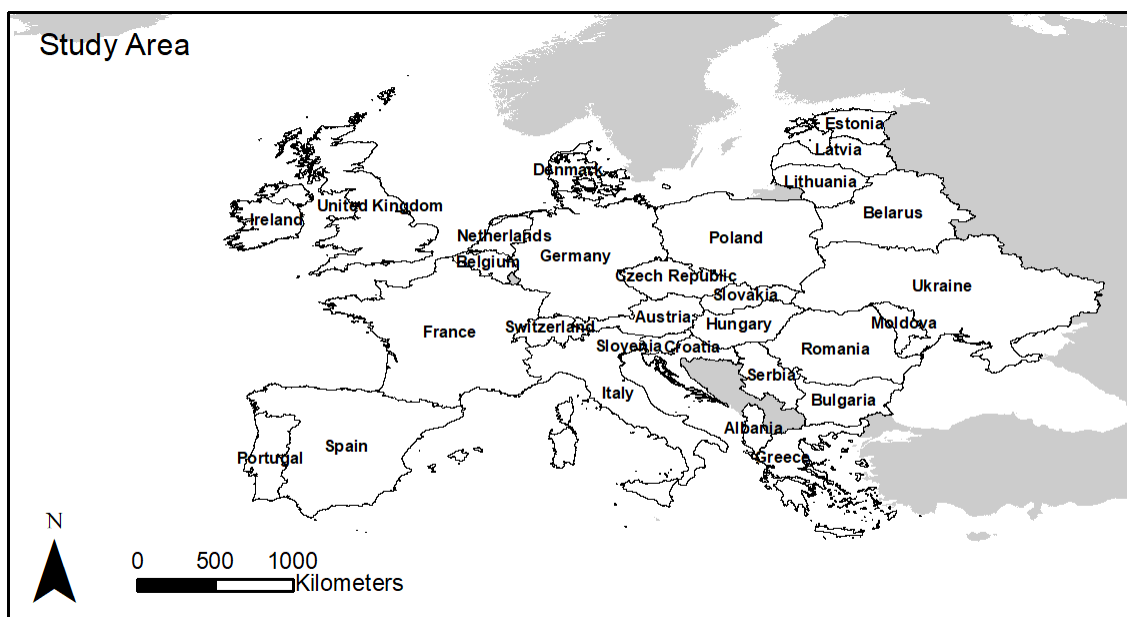 Study Area
Estonia
Latvia
Denmark
Lithuania
United Kingdom
Belarus
Ireland
Netherlands
Poland
Germany
Belgium
Czech Republic
Ukraine
Slovakia
Austria
Moldova
Hungary
Switzerland
France
Slovenia
Croatia
Romania
Serbia
Italy
Bulgaria
Albania
Spain
Portugal
Greece
N
0 500 1000
Kilometers